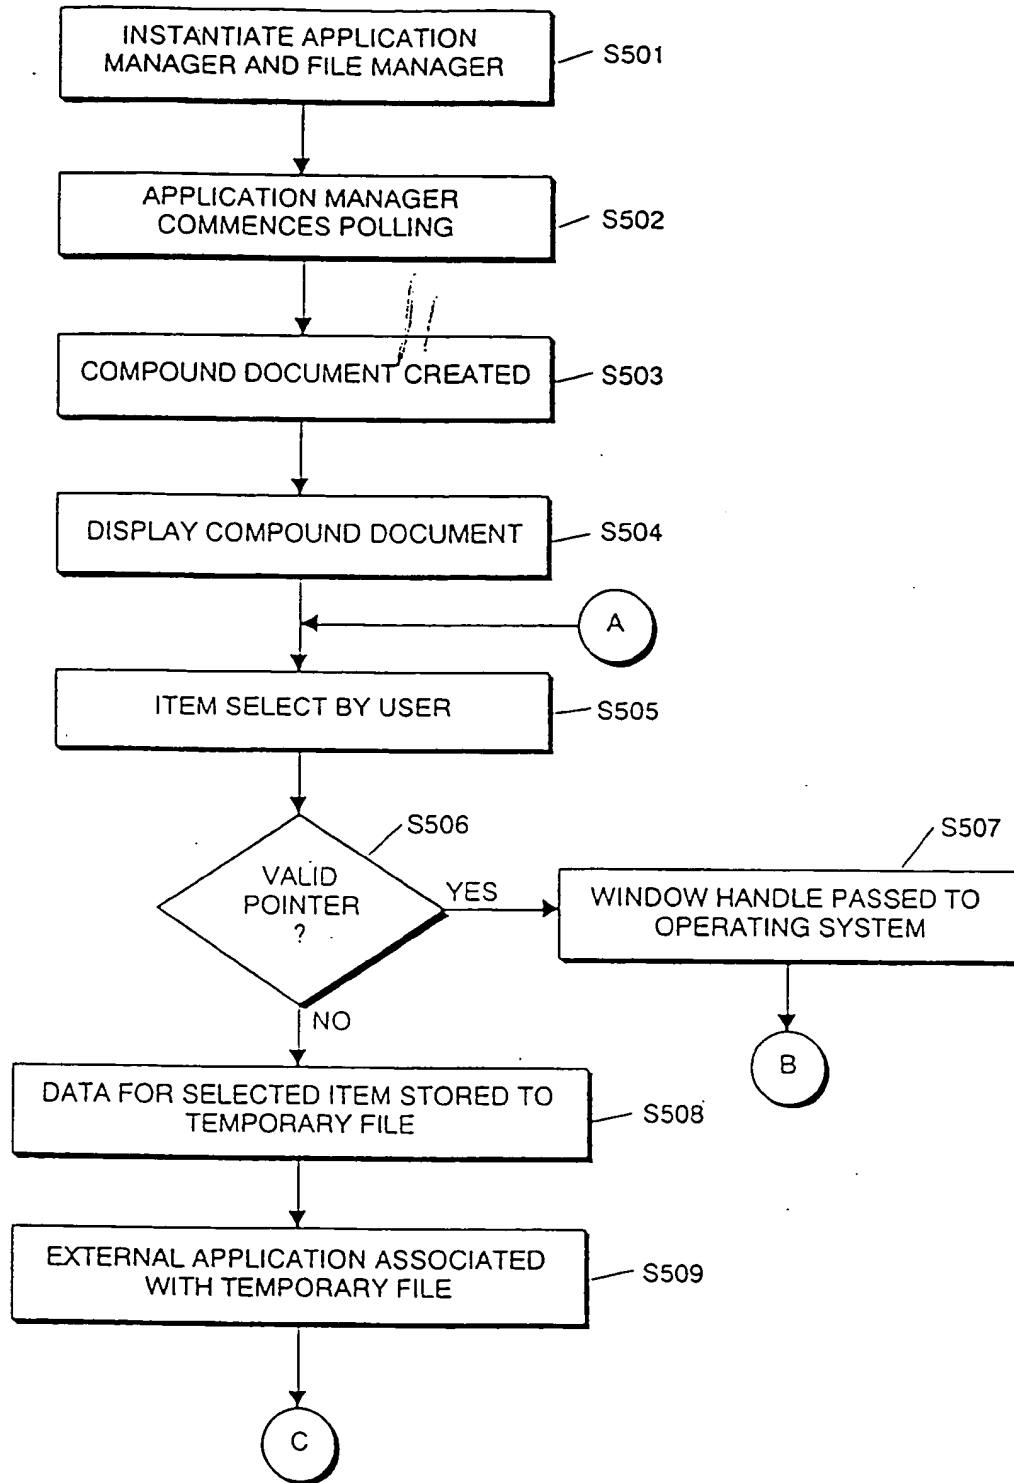 INSTANTIATE APPLICATION
MANAGER AND FILE MANAGER
S501
APPLICATION MANAGER
COMMENCES POLLING
S502
COMPOUND DOCUMENT CREATED
S503
DISPLAY COMPOUND DOCUMENT
S504
A
ITEM SELECT BY USER
S505
S506
VALID
POINTER
?
YES
S507
WINDOW HANDLE PASSED TO
OPERATING SYSTEM
B
NO
DATA FOR SELECTED ITEM STORED TO
TEMPORARY FILE
S508
EXTERNAL APPLICATION ASSOCIATED
WITH TEMPORARY FILE
S509
C